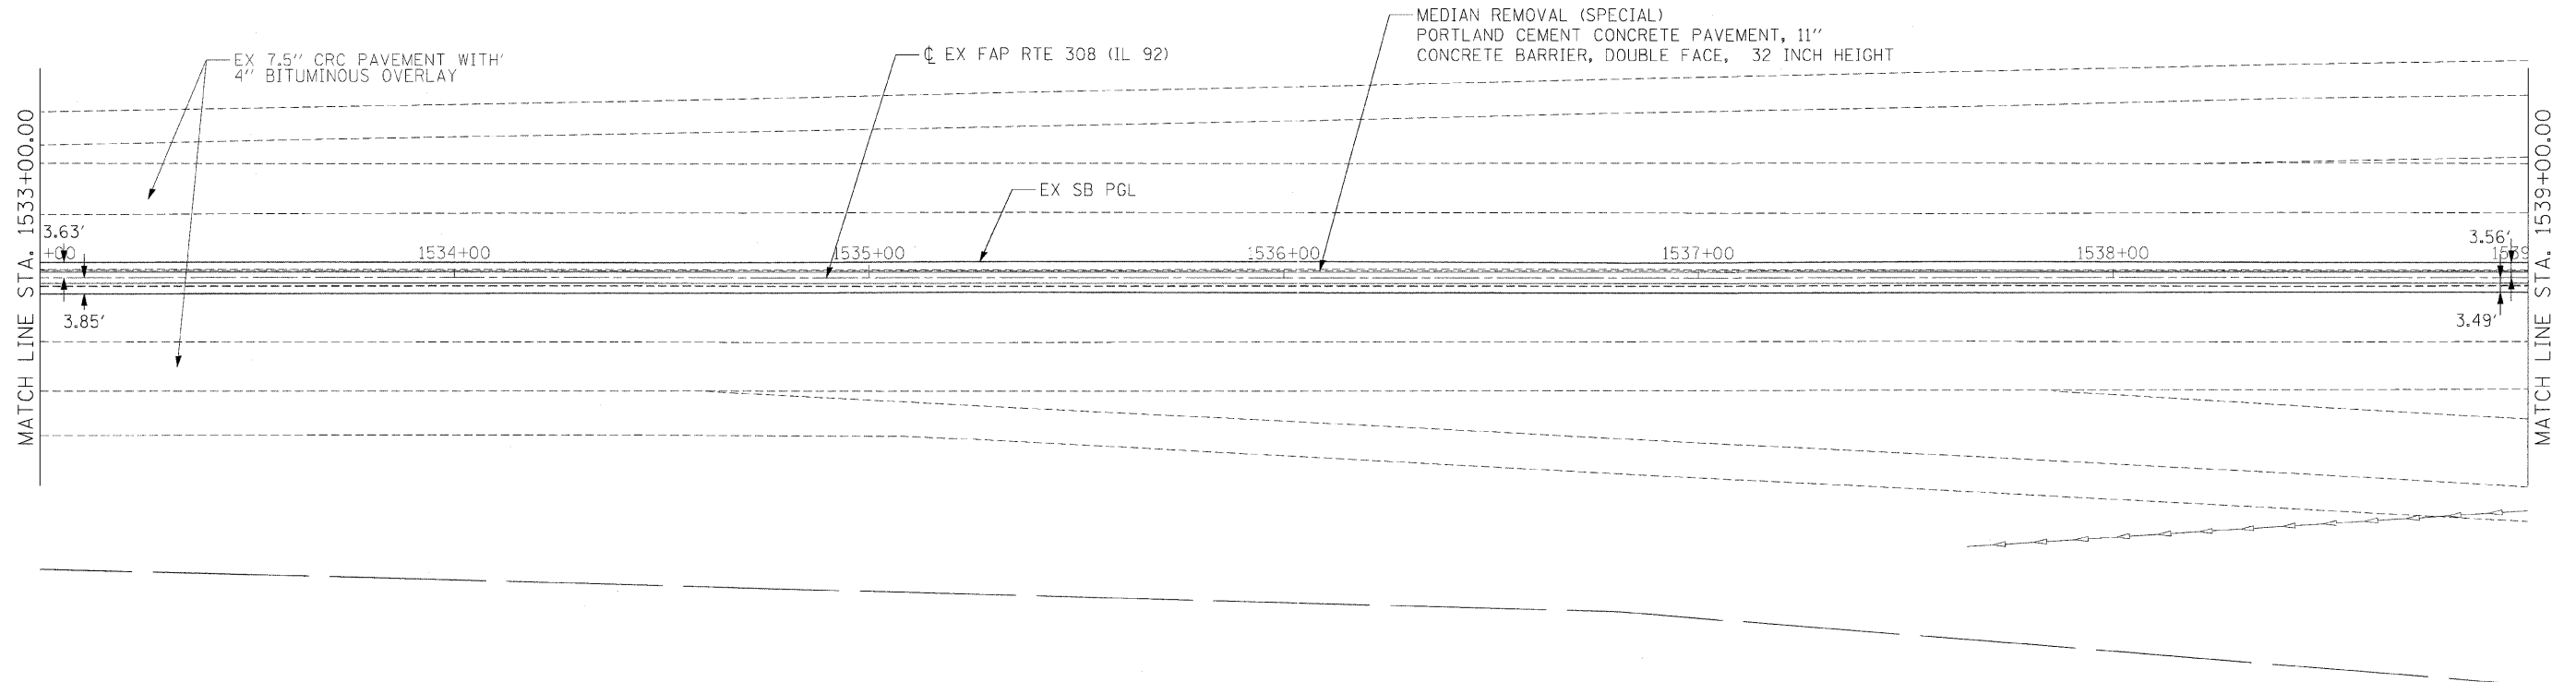 MEDIAN REMOVAL (SPECIAL)
PORTLAND CEMENT CONCRETE PAVEMENT, 11"
CONCRETE BARRIER, DOUBLE FACE, 32 INCH HEIGHT
℄ EX FAP RTE 308 (IL 92)
EX 7.5" CRC PAVEMENT WITH
4" BITUMINOUS OVERLAY
EX SB PGL
MATCH LINE STA. 1533+00.00
3.63'
+00
1534+00
1535+00
1536+00
1537+00
1538+00
1539
3.56'
3.85'
3.49'
MATCH LINE STA. 1539+00.00